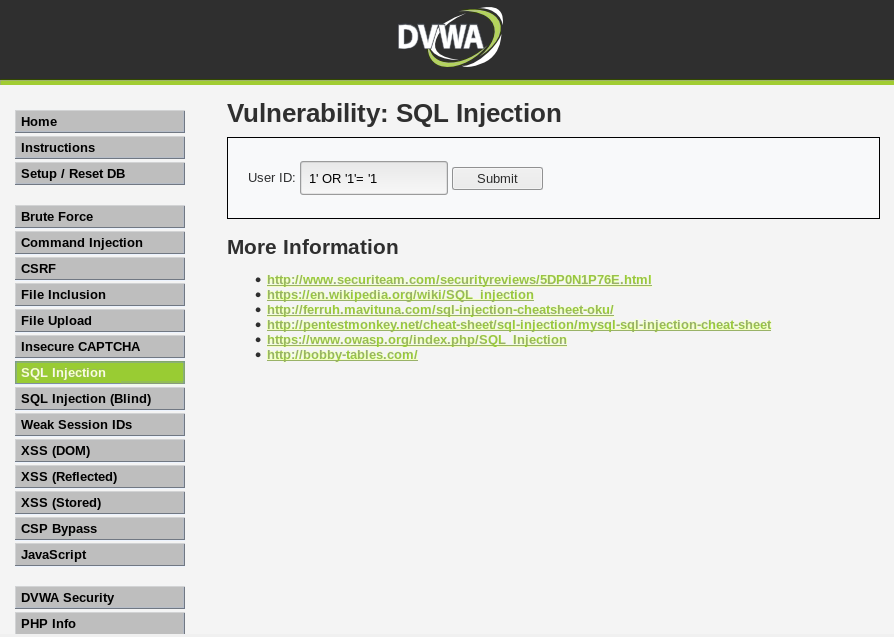 DVWA
Home
Instructions
Setup / Reset DB
Brute Force
Command Injection
CSRF
File Inclusion
File Upload
Insecure CAPTCHA
SQL Injection
SQL Injection (Blind)
Weak Session IDs
XSS (DOM)
XSS (Reflected)
XSS (Stored)
CSP Bypass
JavaScript
DVWA Security
PHP Info
Vulnerability: SQL Injection
User ID: 1' OR '1'= '1 Submit
More Information
• http://www.securiteam.com/securityreviews/5DP0N1P76E.html
• https://en.wikipedia.org/wiki/SQL_injection
• http://ferruh.mavituna.com/sql-injection-cheatsheet-oku/
• http://pentestmonkey.net/cheat-sheet/sql-injection/mysql-sql-injection-cheat-sheet
• https://www.owasp.org/index.php/SQL_Injection
• http://bobby-tables.com/